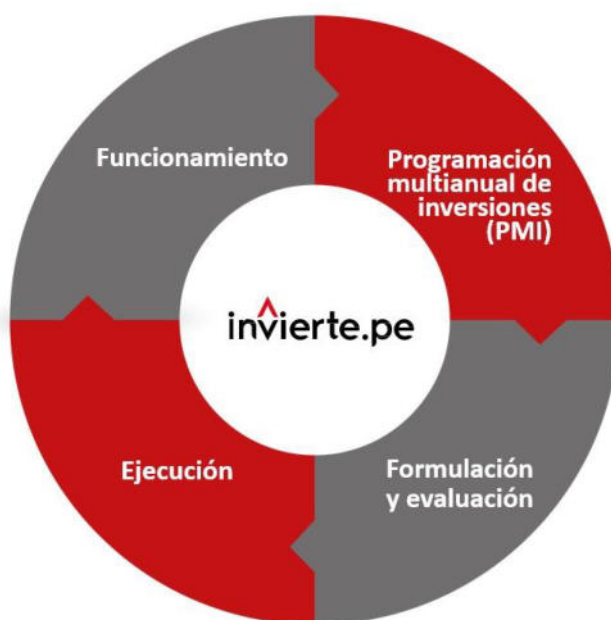 Funcionamiento
Programación
multianual de
inversiones
(PMI)
invierte.pe
Ejecución
Formulación
y evaluación